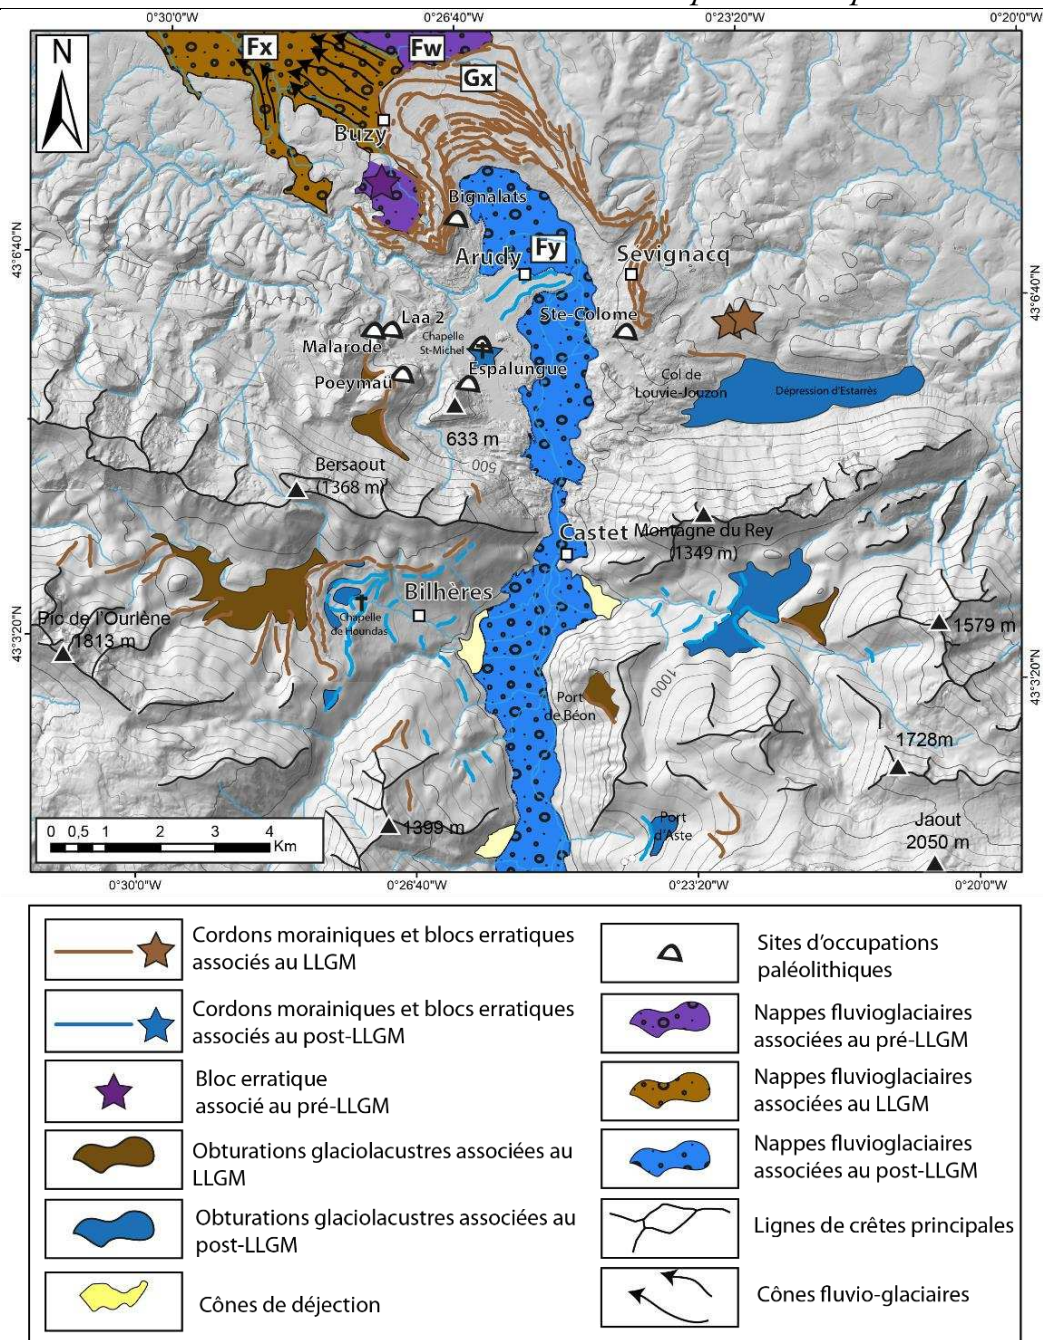 0°30'0"W
0°26'40"W
0°23'20"W
0°20'0"W
N
Fx
Fw
Gx
Buzy
Bignalats
Fy
Arudy
Sévignacq
43°6'40"N
43°6'40"N
Laa 2
Ste-Colome
Malarode
Chapelle
St-Michel
Espalungue
Poeymaü
Col de
Louvie-Jouzon
Dépression d'Estarrès
633 m
500
Bersaout
(1368 m)
Castet
Montagne du Rey
(1349 m)
Bilhères
Pic de l'Ourlène
1813 m
Chapelle
de Houndas
1579 m
43°3'20"N
43°3'20"N
1000
Port
de Béon
1728m
Port
d'Aste
1399 m
Jaout
2050 m
0 0,5 1 2 3 4
Km
0°30'0"W
0°26'40"W
0°23'20"W
0°20'0"W
Cordons morainiques et blocs erratiques
associés au LLGM
Cordons morainiques et blocs erratiques
associés au post-LLGM
Bloc erratique
associé au pré-LLGM
Obturations glaciolacustres associées au
LLGM
Obturations glaciolacustres associées au
post-LLGM
Cônes de déjection
Sites d'occupations
paléolithiques
Nappes fluvioglaciaires
associées au pré-LLGM
Nappes fluvioglaciaires
associées au LLGM
Nappes fluvioglaciaires
associées au post-LLGM
Lignes de crêtes principales
Cônes fluvio-glaciaires